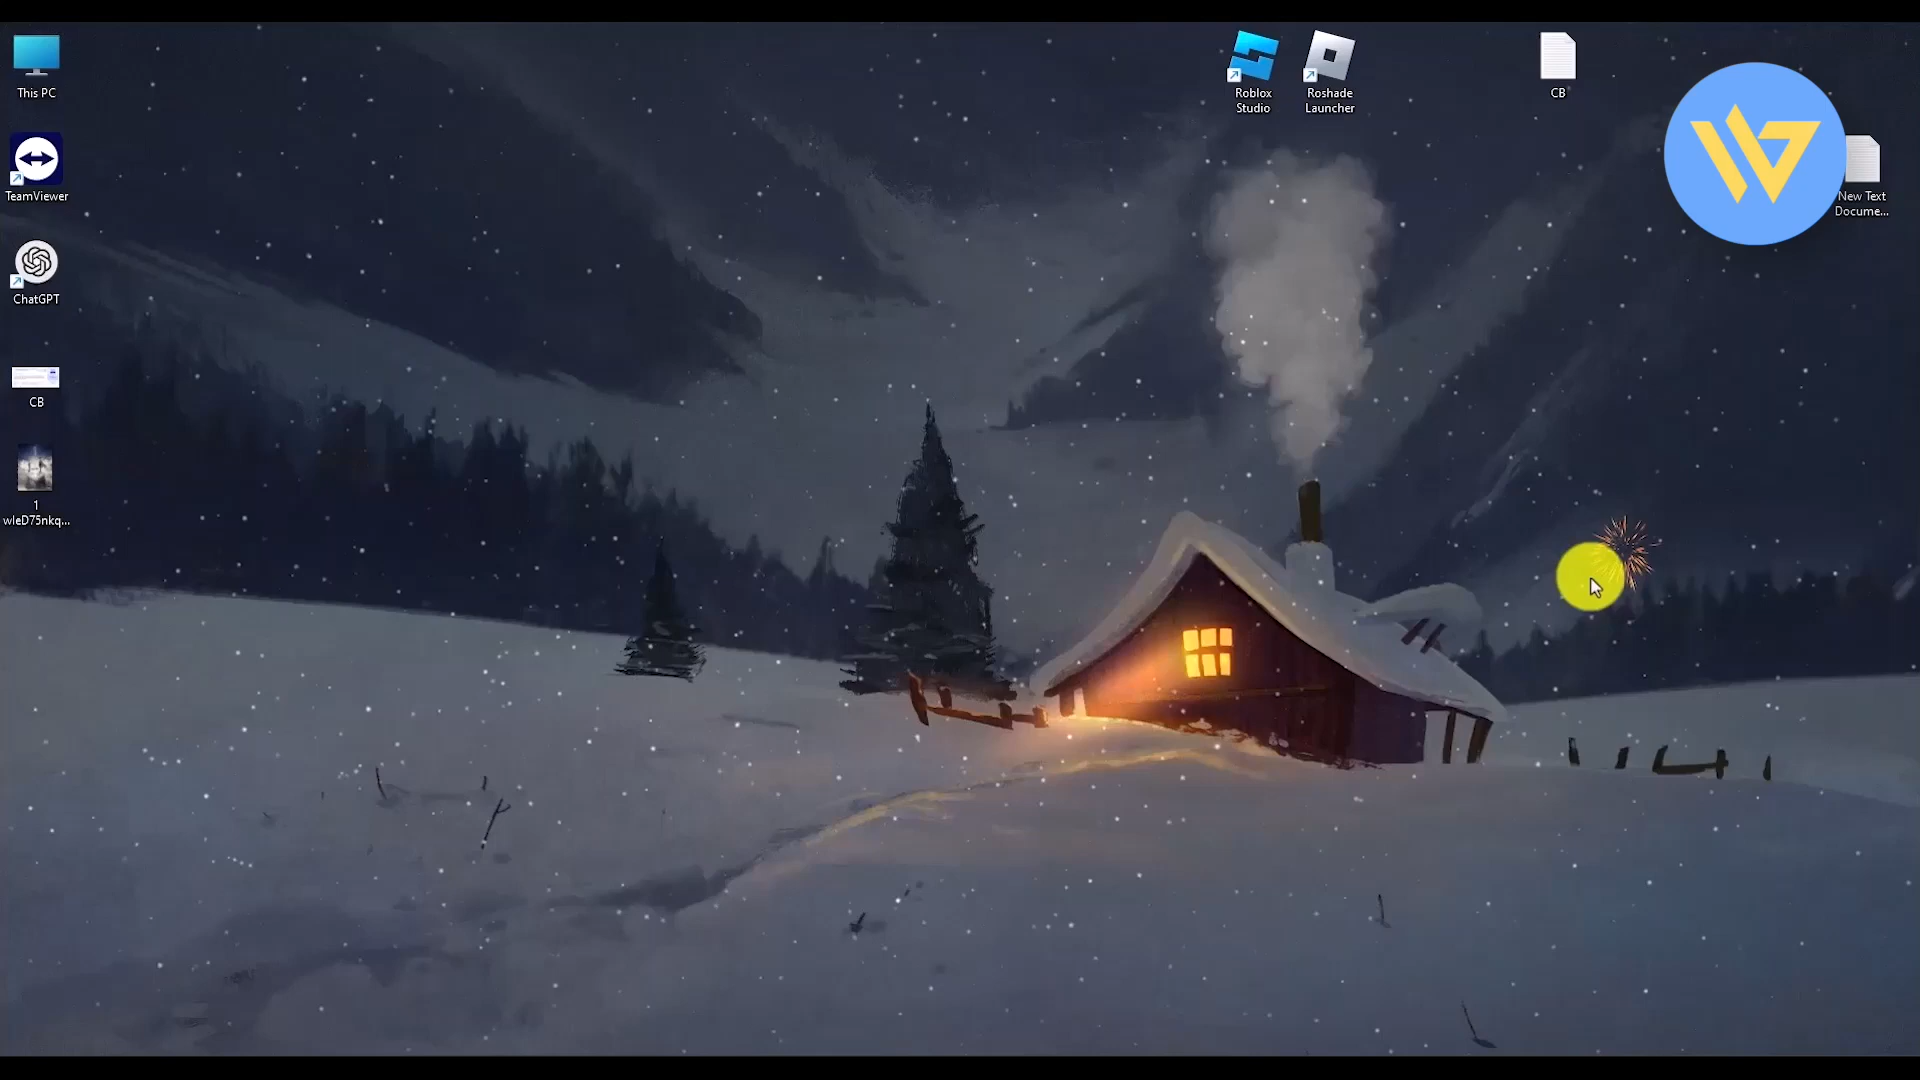 This PC
TeamViewer
ChatGPT
CB
1
wleD75nkq...
Roblox
Studio
Roshade
Launcher
CB
New Text
Docume...